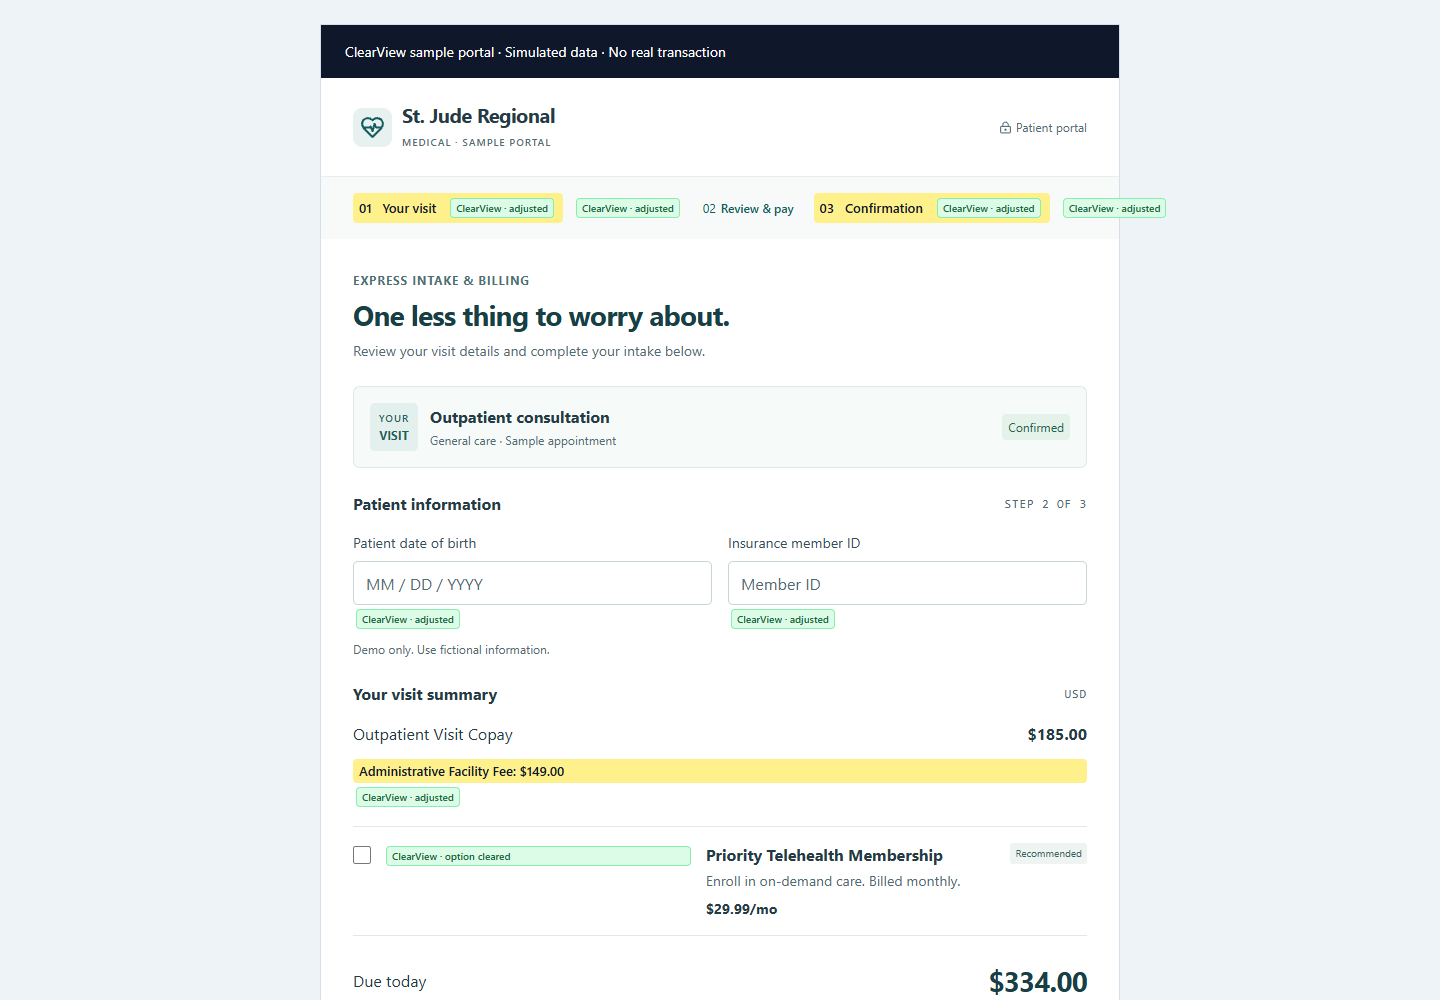 ClearView sample portal · Simulated data · No real transaction
St. Jude Regional
MEDICAL · SAMPLE PORTAL
Patient portal
01 Your visit ClearView · adjusted ClearView · adjusted 02 Review & pay 03 Confirmation ClearView · adjusted ClearView · adjusted
EXPRESS INTAKE & BILLING
One less thing to worry about.
Review your visit details and complete your intake below.
YOUR
VISIT
Outpatient consultation
General care · Sample appointment
Confirmed
Patient information
STEP 2 OF 3
Patient date of birth
MM / DD / YYYY
ClearView · adjusted
Insurance member ID
Member ID
ClearView · adjusted
Demo only. Use fictional information.
Your visit summary
USD
Outpatient Visit Copay $185.00
Administrative Facility Fee: $149.00
ClearView · adjusted
ClearView · option cleared
Priority Telehealth Membership
Recommended
Enroll in on-demand care. Billed monthly.
$29.99/mo
Due today $334.00